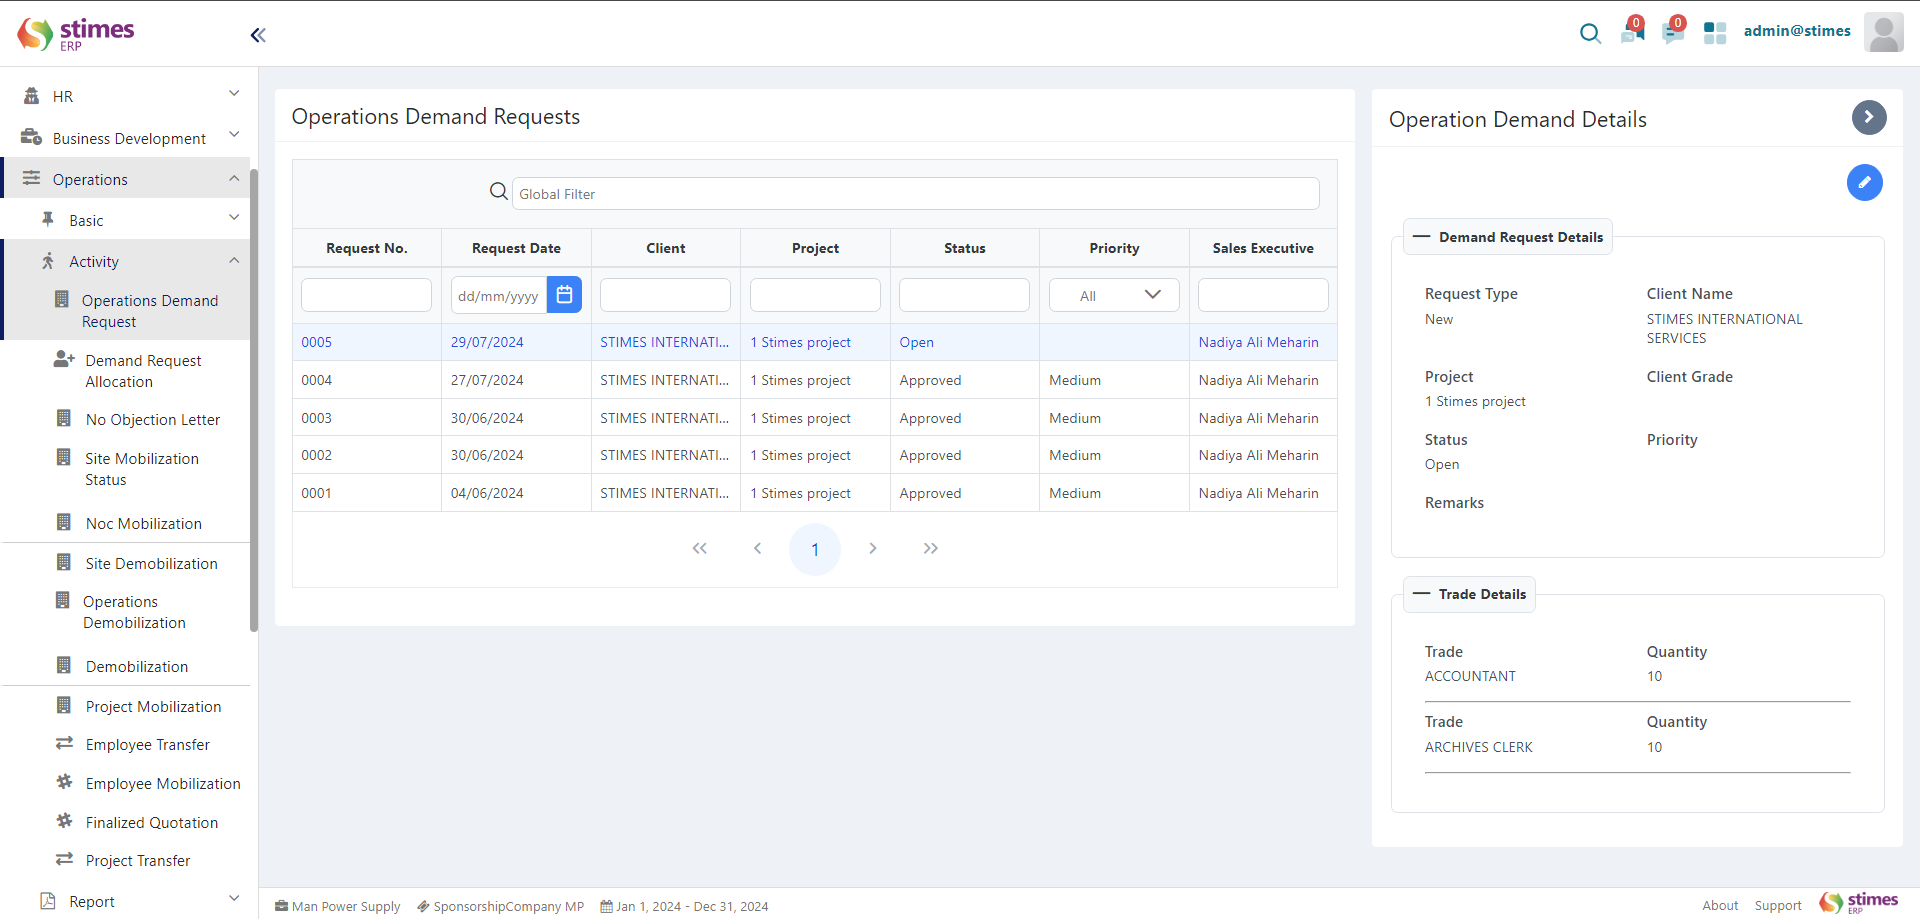 stimes
ERP
0
0
admin@stimes
HR
Business Development
Operations
Basic
Activity
Operations Demand
Request
Demand Request
Allocation
No Objection Letter
Site Mobilization
Status
Noc Mobilization
Site Demobilization
Operations
Demobilization
Demobilization
Project Mobilization
Employee Transfer
Employee Mobilization
Finalized Quotation
Project Transfer
Report
Operations Demand Requests
Global Filter
Request No. Request Date Client Project Status Priority Sales Executive
dd/mm/yyyy All
0005 29/07/2024 STIMES INTERNATI... 1 Stimes project Open Nadiya Ali Meharin
0004 27/07/2024 STIMES INTERNATI... 1 Stimes project Approved Medium Nadiya Ali Meharin
0003 30/06/2024 STIMES INTERNATI... 1 Stimes project Approved Medium Nadiya Ali Meharin
0002 30/06/2024 STIMES INTERNATI... 1 Stimes project Approved Medium Nadiya Ali Meharin
0001 04/06/2024 STIMES INTERNATI... 1 Stimes project Approved Medium Nadiya Ali Meharin
1
Operation Demand Details
Demand Request Details
Request Type Client Name
New STIMES INTERNATIONAL
SERVICES
Project Client Grade
1 Stimes project
Status Priority
Open
Remarks
Trade Details
Trade Quantity
ACCOUNTANT 10
Trade Quantity
ARCHIVES CLERK 10
Man Power Supply SponsorshipCompany MP Jan 1, 2024 - Dec 31, 2024
About Support
stimes
ERP